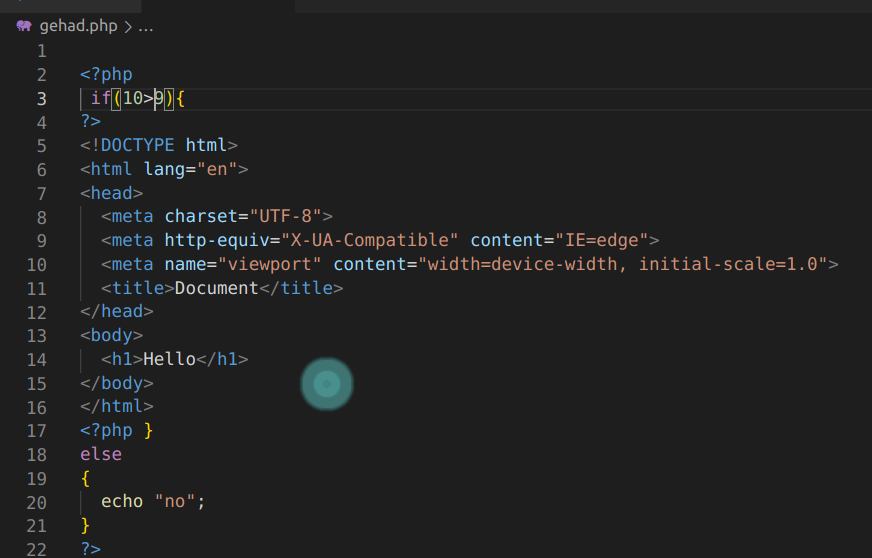 gehad.php > ...
1
2 <?php
3  if(10>9){
4 ?>
5 <!DOCTYPE html>
6 <html lang="en">
7 <head>
8   <meta charset="UTF-8">
9   <meta http-equiv="X-UA-Compatible" content="IE=edge">
10   <meta name="viewport" content="width=device-width, initial-scale=1.0">
11   <title>Document</title>
12 </head>
13 <body>
14   <h1>Hello</h1>
15 </body>
16 </html>
17 <?php }
18 else
19 {
20   echo "no";
21 }
22 ?>